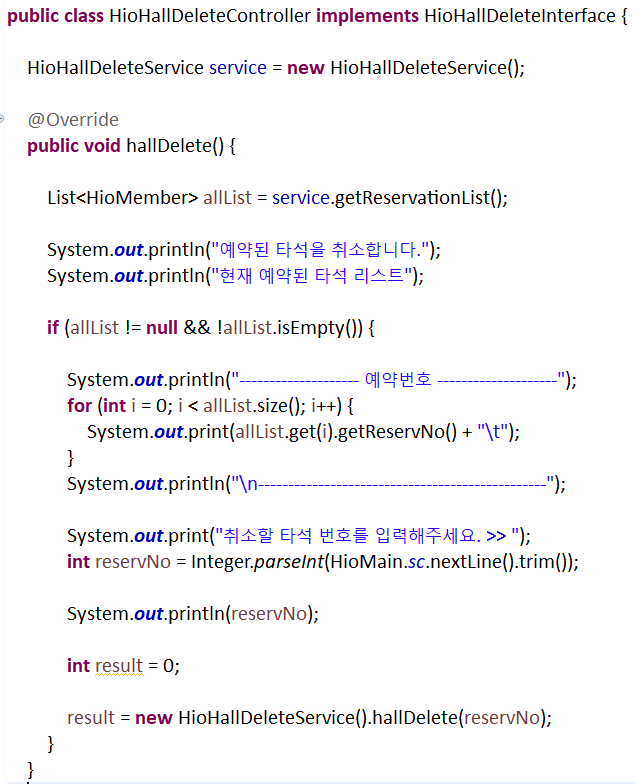 public class HioHallDeleteController implements HioHallDeleteInterface {
HioHallDeleteService service = new HioHallDeleteService();
@Override
public void hallDelete() {
List<HioMember> allList = service.getReservationList();
System.out.println("예약된 타석을 취소합니다.");
System.out.println("현재 예약된 타석 리스트");
if (allList != null && !allList.isEmpty()) {
System.out.println("-------------------- 예약번호 --------------------");
for (int i = 0; i < allList.size(); i++) {
System.out.print(allList.get(i).getReservNo() + "\t");
}
System.out.println("\n------------------------------------------------");
System.out.print("취소할 타석 번호를 입력해주세요. >> ");
int reservNo = Integer.parseInt(HioMain.sc.nextLine().trim());
System.out.println(reservNo);
int result = 0;
result = new HioHallDeleteService().hallDelete(reservNo);
}
}